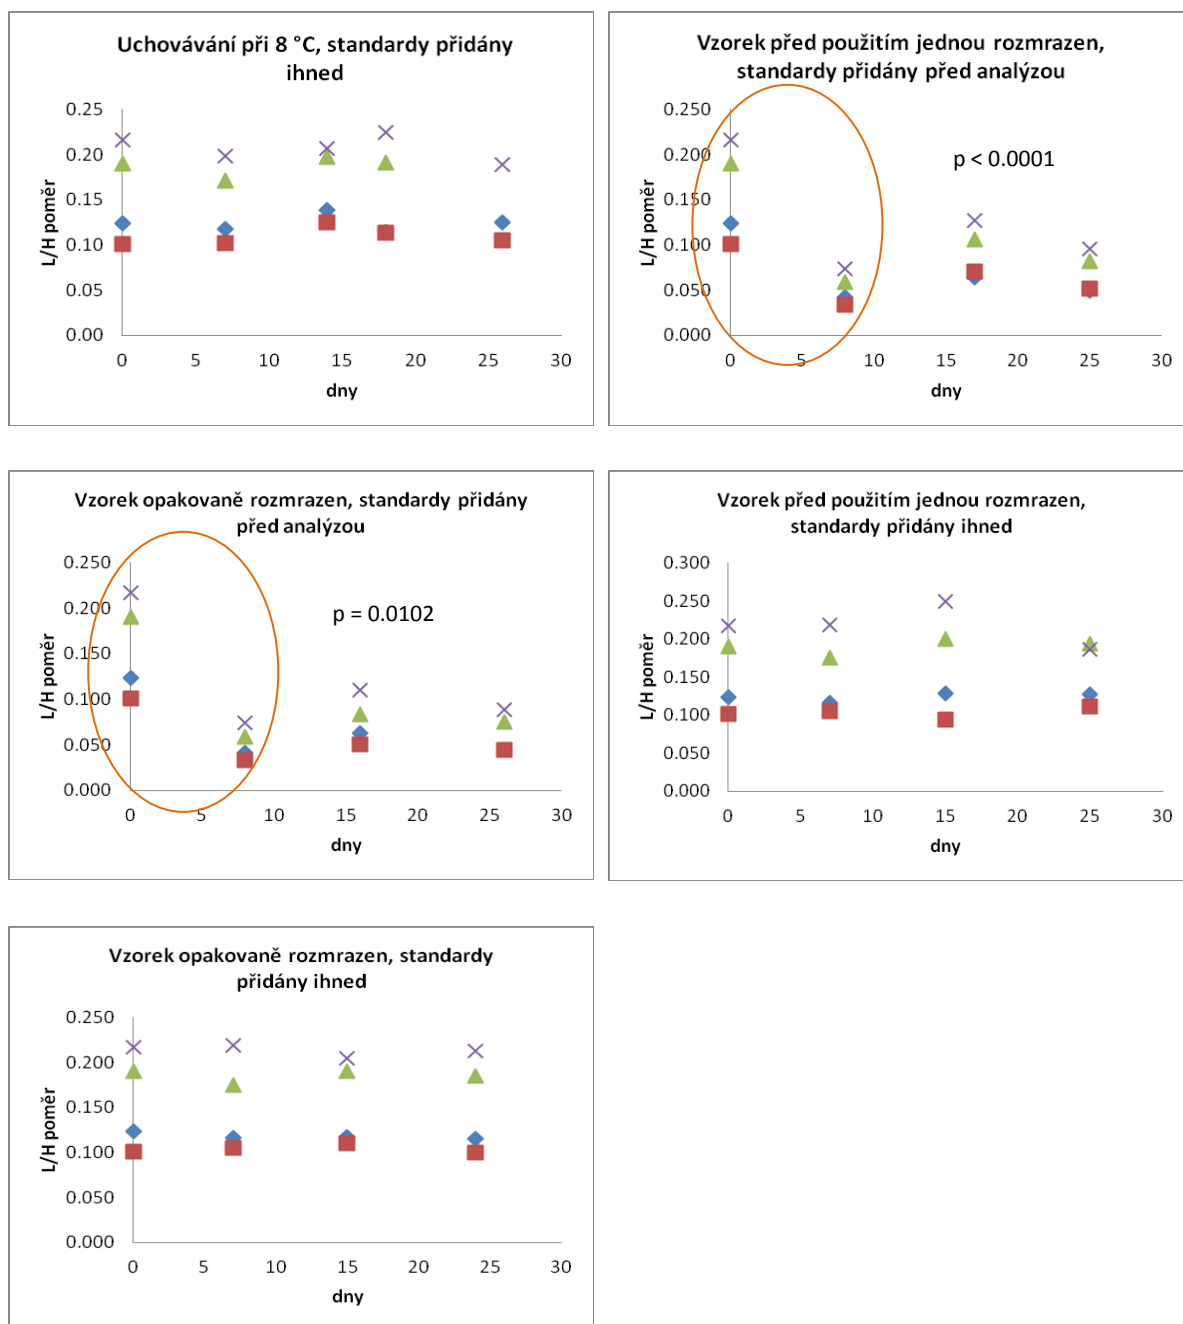 Uchovávání při 8 °C, standardy přidány
ihned
L/H poměr
0.25
0.20
0.15
0.10
0.05
0.00
0 5 10 15 20 25 30
dny
Vzorek před použitím jednou rozmrazen,
standardy přidány před analýzou
p < 0.0001
L/H poměr
0.250
0.200
0.150
0.100
0.050
0.000
0 5 10 15 20 25 30
dny
Vzorek opakovaně rozmrazen, standardy přidány
před analýzou
p = 0.0102
L/H poměr
0.250
0.200
0.150
0.100
0.050
0.000
0 5 10 15 20 25 30
dny
Vzorek před použitím jednou rozmrazen,
standardy přidány ihned
L/H poměr
0.300
0.250
0.200
0.150
0.100
0.050
0.000
0 5 10 15 20 25 30
dny
Vzorek opakovaně rozmrazen, standardy
přidány ihned
L/H poměr
0.250
0.200
0.150
0.100
0.050
0.000
0 5 10 15 20 25 30
dny